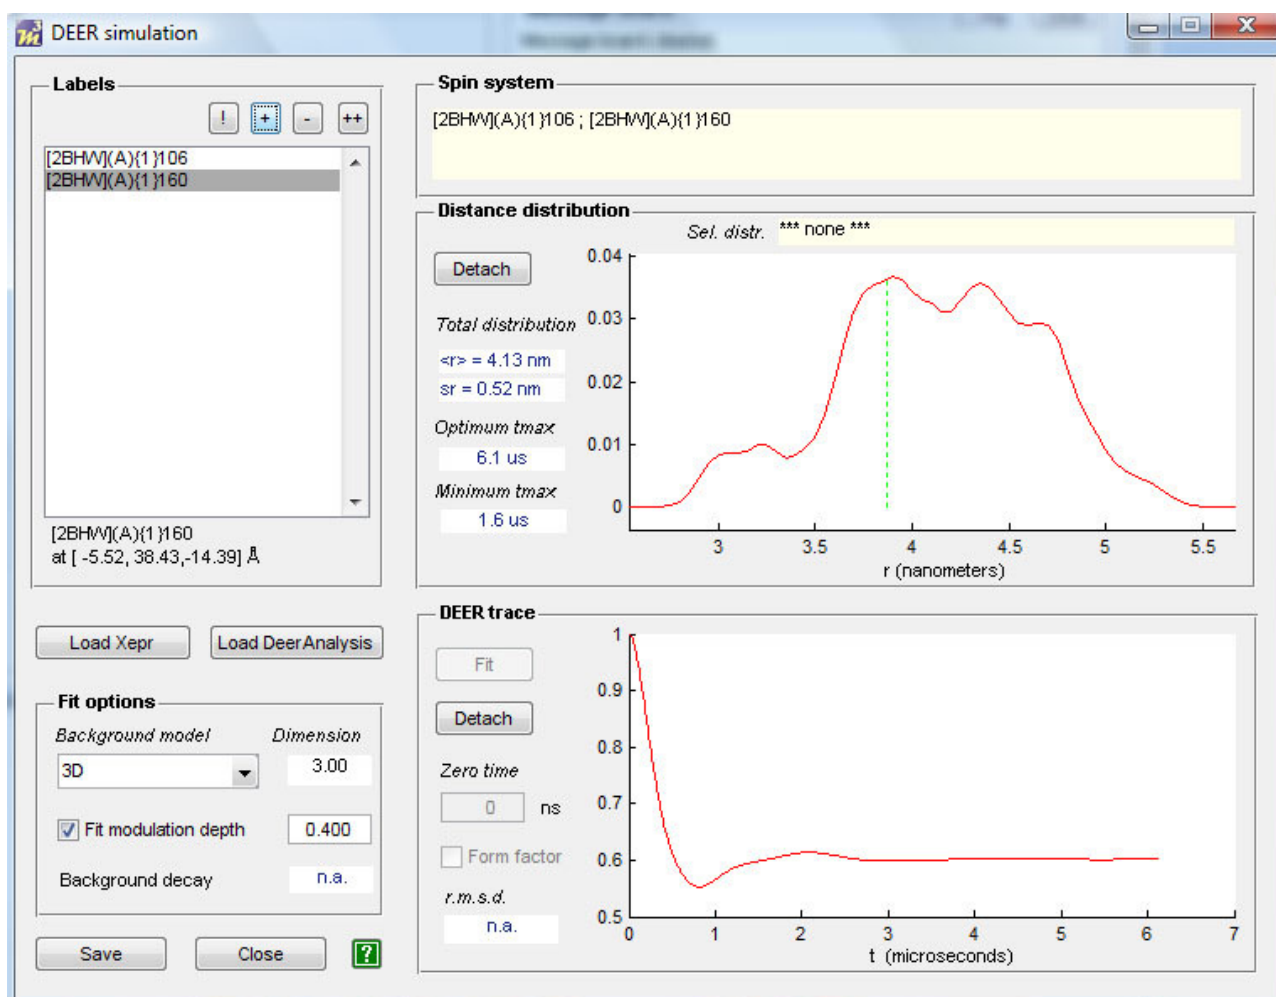 DEER simulation
Labels
! + - ++
[2BHW](A){1}106
[2BHW](A){1}160
[2BHW](A){1}160
at [ -5.52, 38.43,-14.39] Å
Load Xepr
Load DeerAnalysis
Fit options
Background model
Dimension
3D
3.00
Fit modulation depth
0.400
Background decay
n.a.
Save
Close
?
Spin system
[2BHW](A){1}106 ; [2BHW](A){1}160
Distance distribution
Sel. distr. *** none ***
Detach
Total distribution
<r> = 4.13 nm
sr = 0.52 nm
Optimum tmax
6.1 us
Minimum tmax
1.6 us
0.04
0.03
0.02
0.01
0
3 3.5 4 4.5 5 5.5
r (nanometers)
DEER trace
Fit
Detach
Zero time
0 ns
Form factor
r.m.s.d.
n.a.
1
0.9
0.8
0.7
0.6
0.5
0 1 2 3 4 5 6 7
t (microseconds)